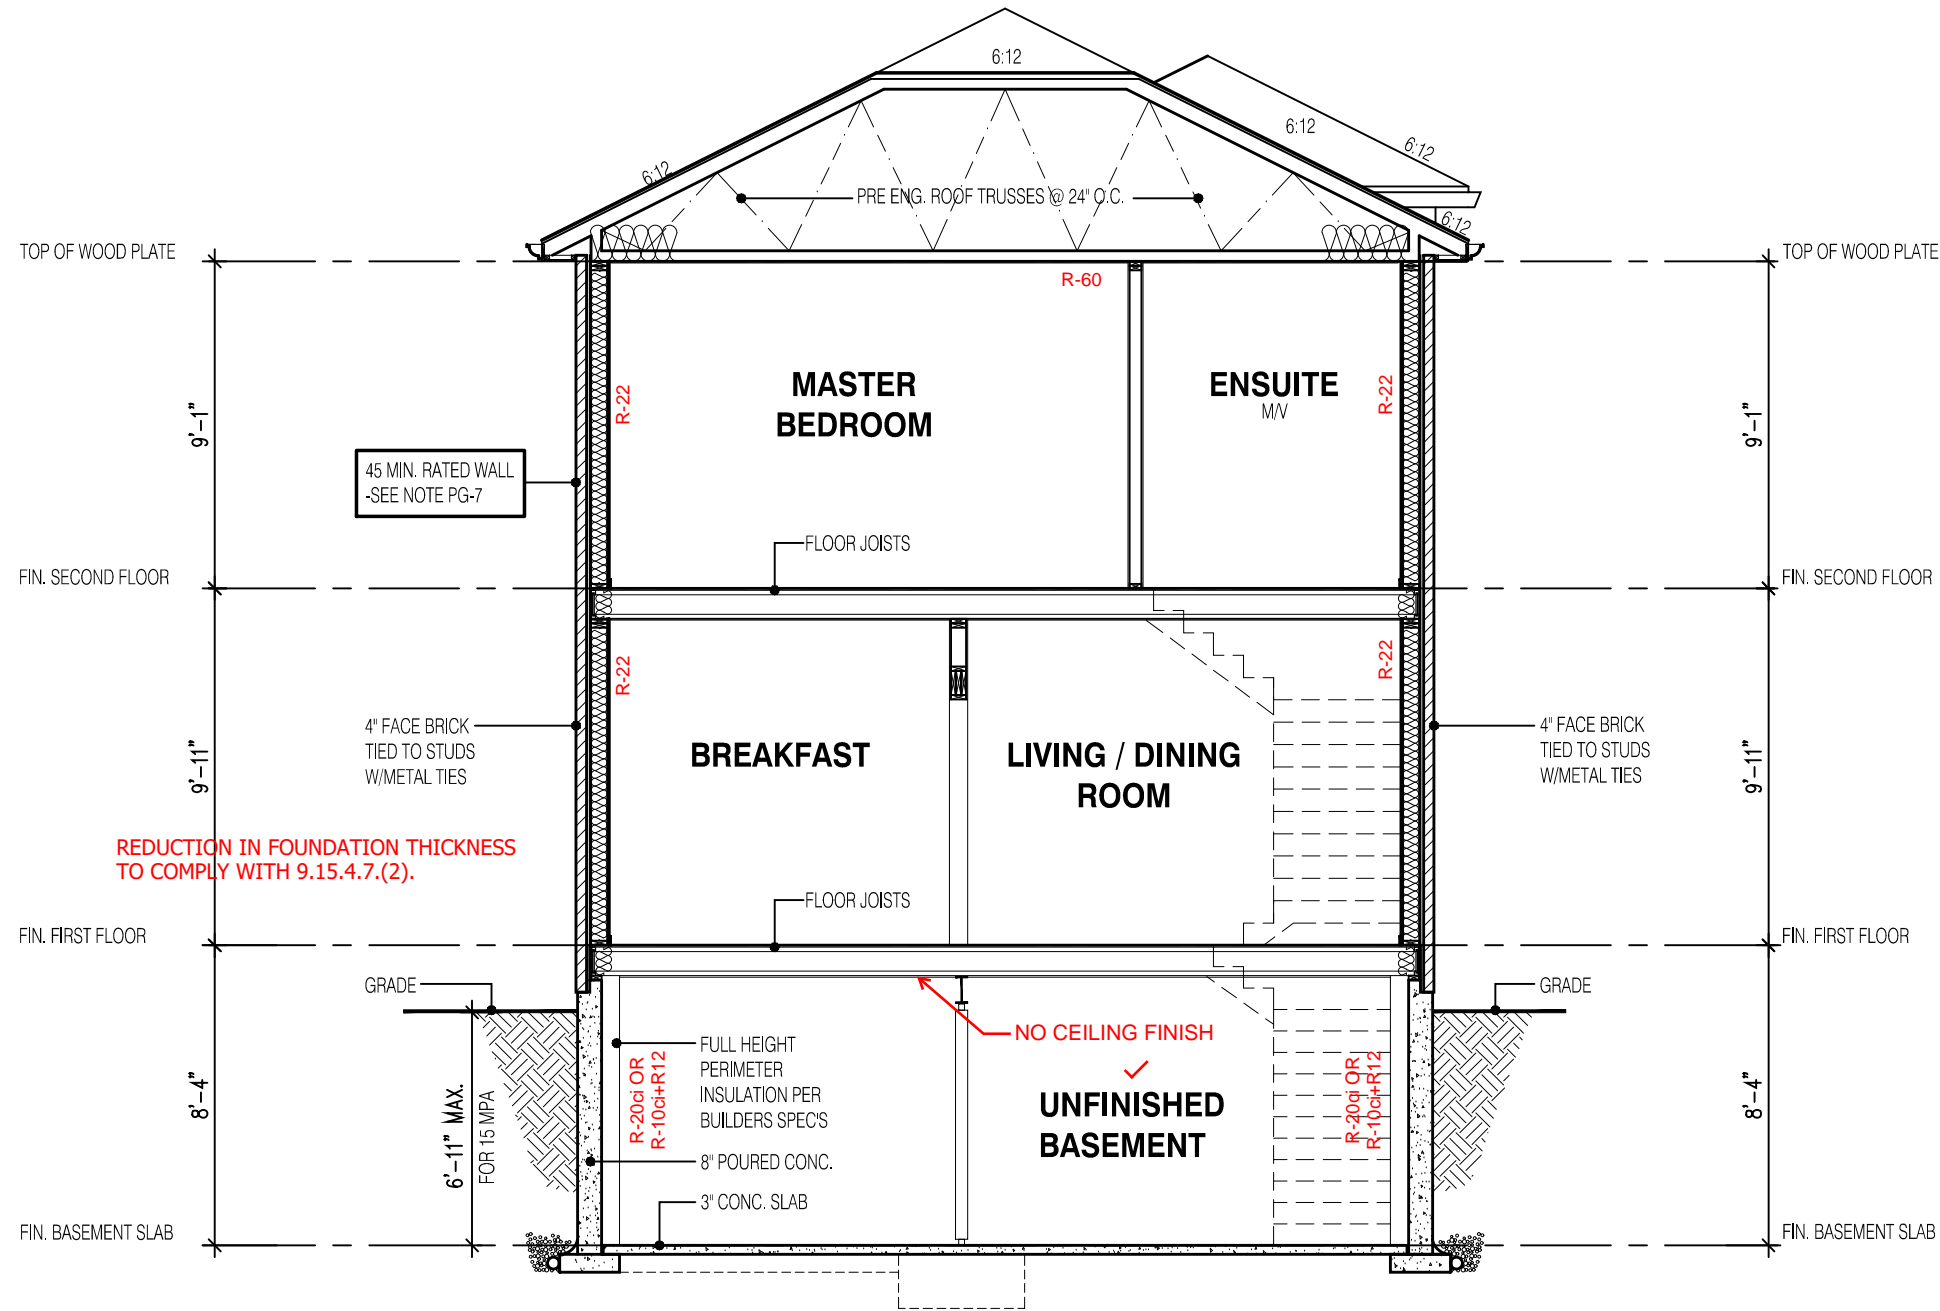 6:12
6:12
6:12
6:12
6:12
PRE ENG. ROOF TRUSSES @ 24" O.C.
TOP OF WOOD PLATE
TOP OF WOOD PLATE
R-60
MASTER
BEDROOM
ENSUITE
M/V
R-22
R-22
9'-1"
9'-1"
45 MIN. RATED WALL
-SEE NOTE PG-7
FLOOR JOISTS
FIN. SECOND FLOOR
FIN. SECOND FLOOR
R-22
R-22
4" FACE BRICK
TIED TO STUDS
W/METAL TIES
BREAKFAST
LIVING / DINING
ROOM
4" FACE BRICK
TIED TO STUDS
W/METAL TIES
9'-11"
9'-11"
REDUCTION IN FOUNDATION THICKNESS
TO COMPLY WITH 9.15.4.7.(2).
FLOOR JOISTS
FIN. FIRST FLOOR
FIN. FIRST FLOOR
GRADE
GRADE
NO CEILING FINISH
FULL HEIGHT
PERIMETER
INSULATION PER
BUILDERS SPEC'S
R-20ci OR
R-10ci+R12
R-20ci OR
R-10ci+R12
UNFINISHED
BASEMENT
8'-4"
8'-4"
6'-11" MAX.
FOR 15 MPA
8" POURED CONC.
3" CONC. SLAB
FIN. BASEMENT SLAB
FIN. BASEMENT SLAB